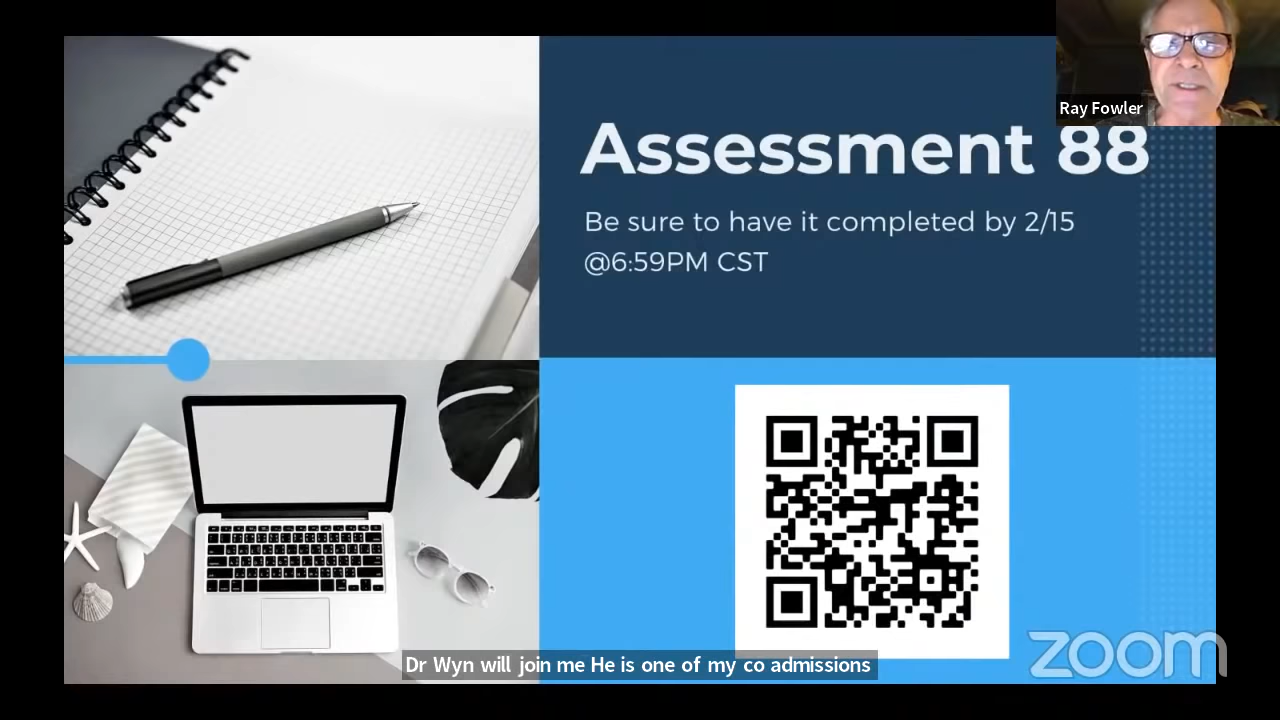 Ray Fowler
Assessment 88
Be sure to have it completed by 2/15
@6:59PM CST
Dr Wyn will join me He is one of my co admissions
zoom